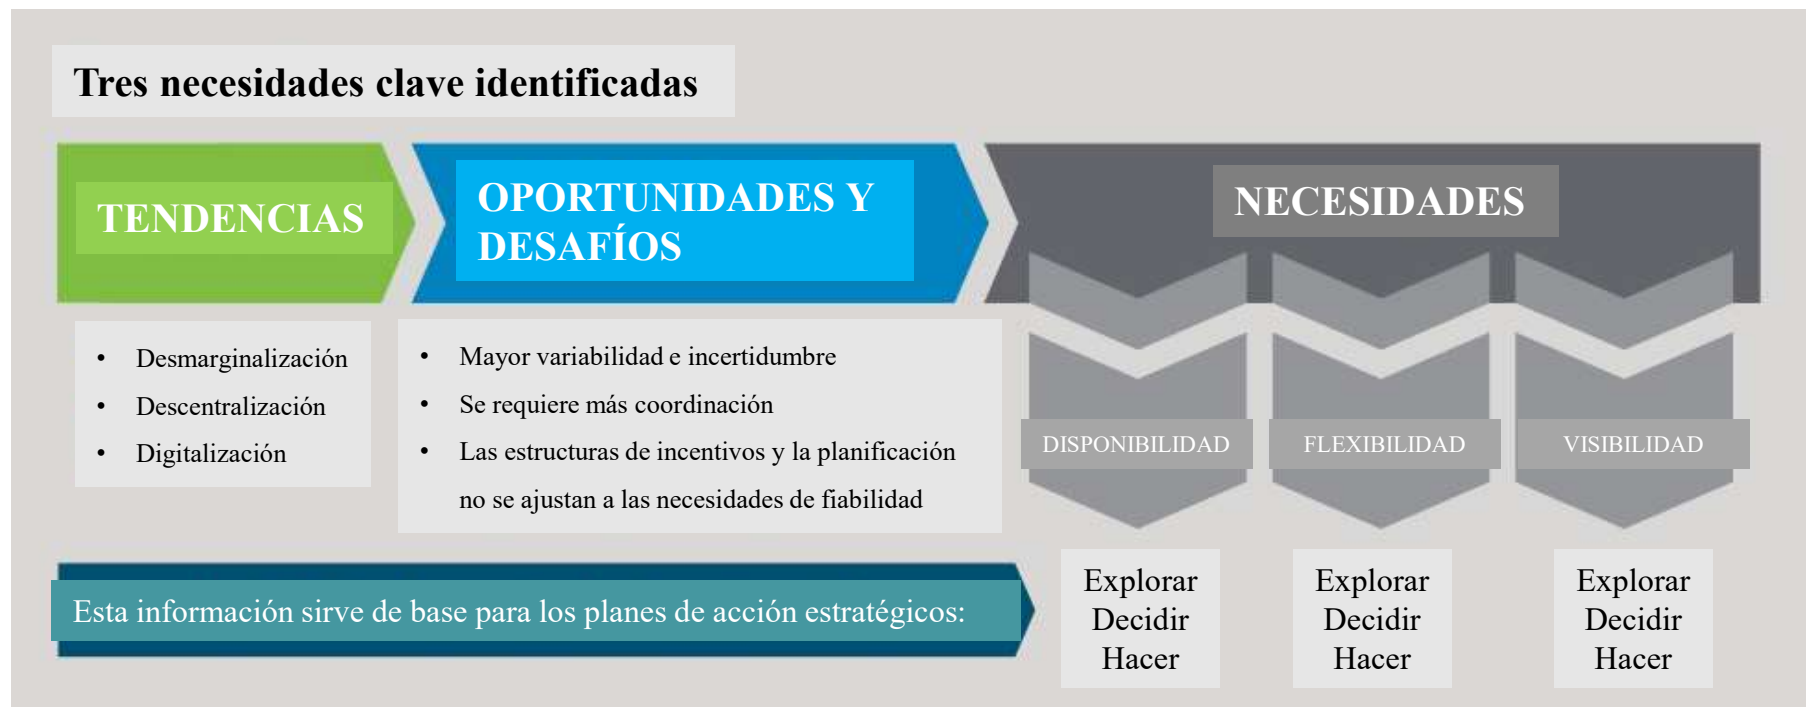 Tres necesidades clave identificadas
TENDENCIAS
OPORTUNIDADES Y
DESAFÍOS
NECESIDADES
• Desmarginalización
• Descentralización
• Digitalización
• Mayor variabilidad e incertidumbre
• Se requiere más coordinación
• Las estructuras de incentivos y la planificación
no se ajustan a las necesidades de fiabilidad
DISPONIBILIDAD
FLEXIBILIDAD
VISIBILIDAD
Esta información sirve de base para los planes de acción estratégicos:
Explorar
Decidir
Hacer
Explorar
Decidir
Hacer
Explorar
Decidir
Hacer